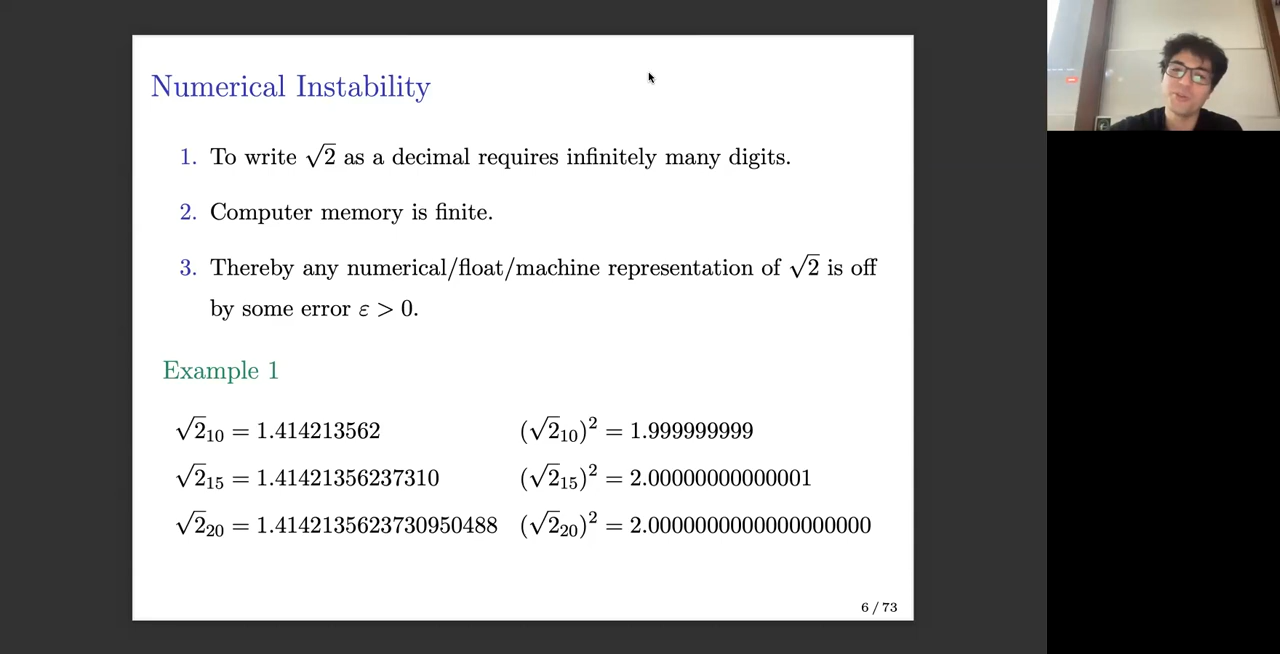 Numerical Instability
1. To write √2 as a decimal requires infinitely many digits.
2. Computer memory is finite.
3. Thereby any numerical/float/machine representation of √2 is off
by some error ε > 0.
Example 1
√2₁₀ = 1.414213562 (√2₁₀)² = 1.999999999
√2₁₅ = 1.41421356237310 (√2₁₅)² = 2.00000000000001
√2₂₀ = 1.4142135623730950488 (√2₂₀)² = 2.0000000000000000000
6 / 73